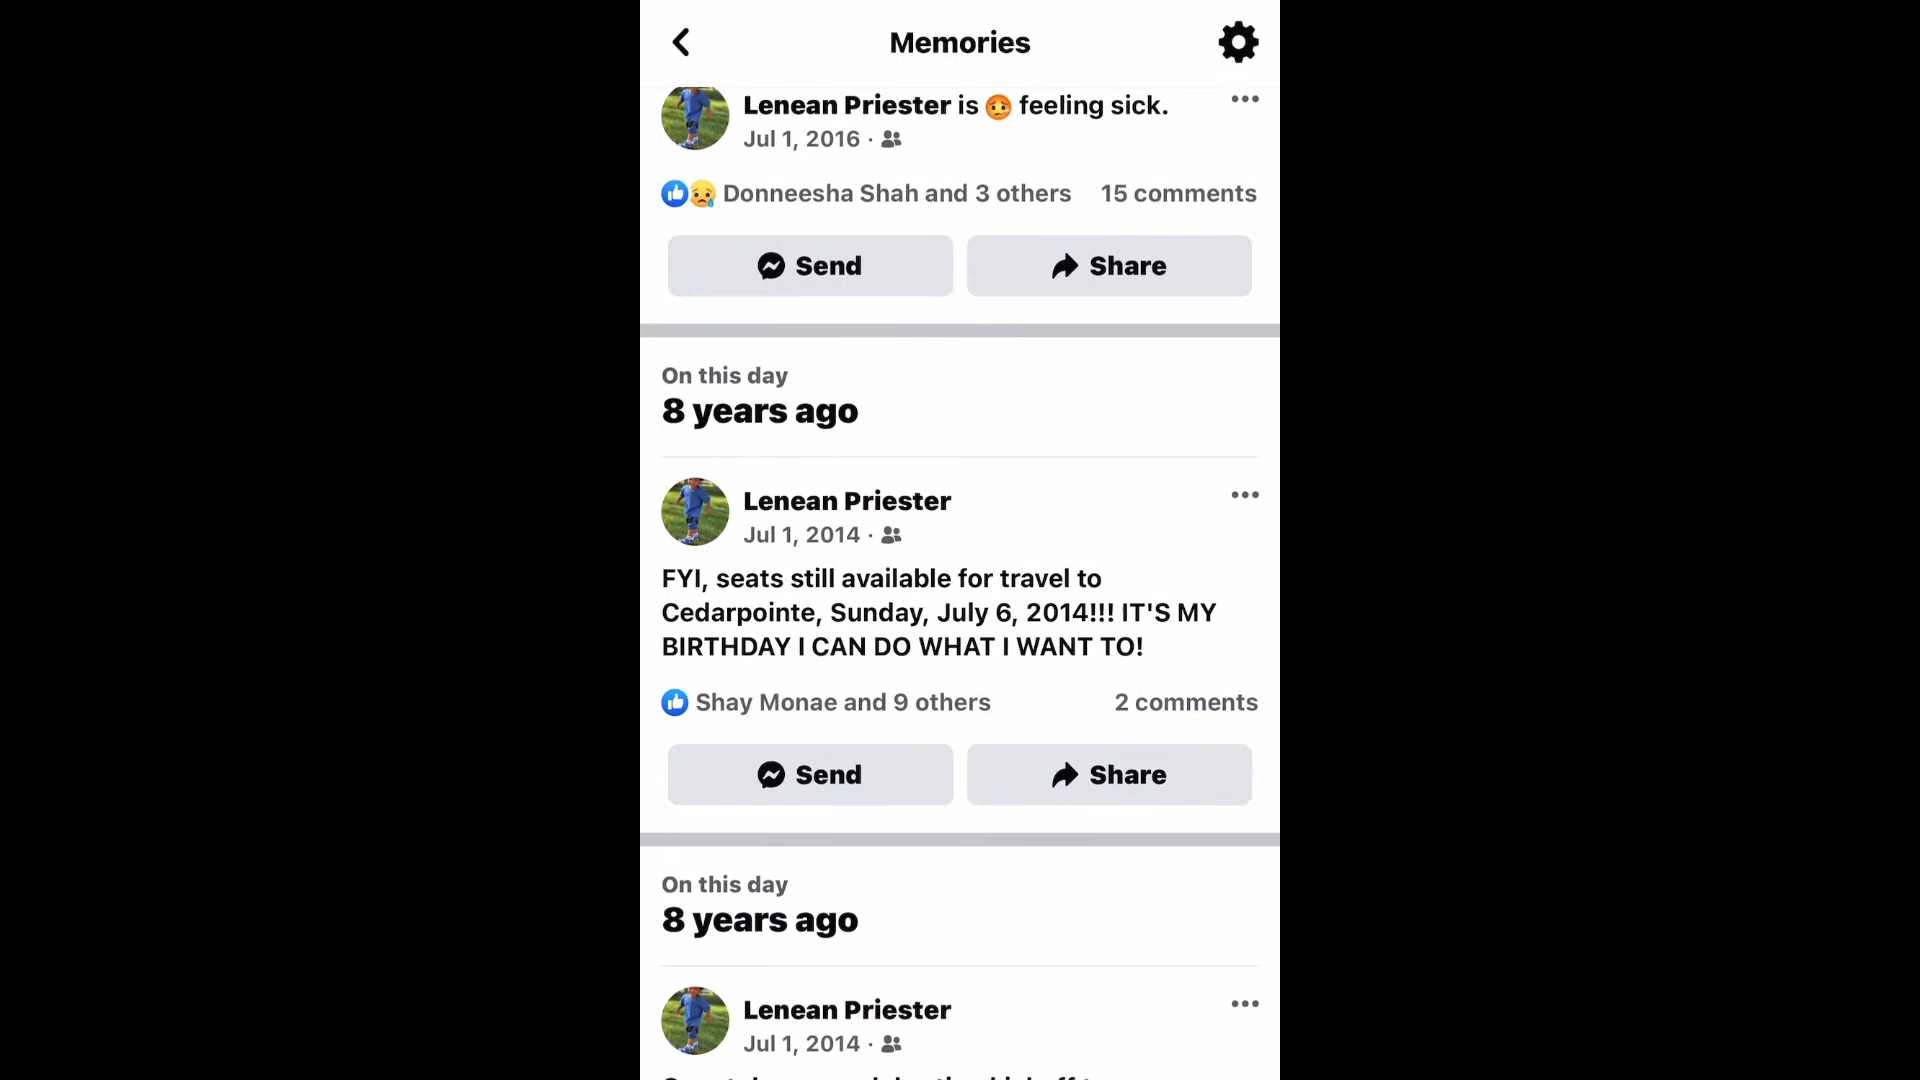 Memories
Lenean Priester is feeling sick.
Jul 1, 2016 ·
Donneesha Shah and 3 others 15 comments
Send Share
On this day
8 years ago
Lenean Priester
Jul 1, 2014 ·
FYI, seats still available for travel to
Cedarpointe, Sunday, July 6, 2014!!! IT'S MY
BIRTHDAY I CAN DO WHAT I WANT TO!
Shay Monae and 9 others 2 comments
Send Share
On this day
8 years ago
Lenean Priester
Jul 1, 2014 ·